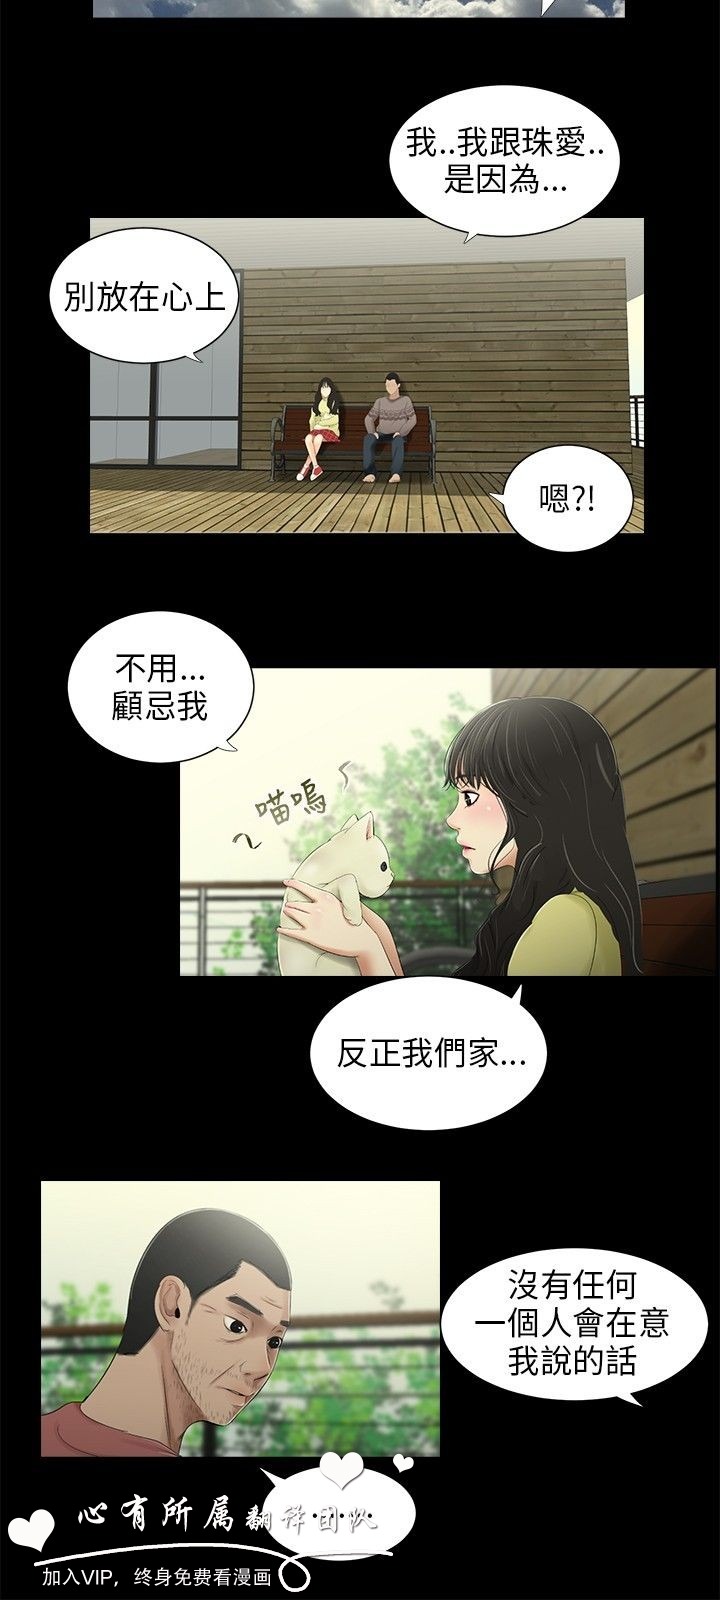 我..我跟珠愛..
是因為...
別放在心上
嗯?!
不用...
顧忌我
喵嗚
反正我們家...
沒有任何
一個人會在意
我說的話
......
心有所属翻译团队
加入VIP，终身免费看漫画